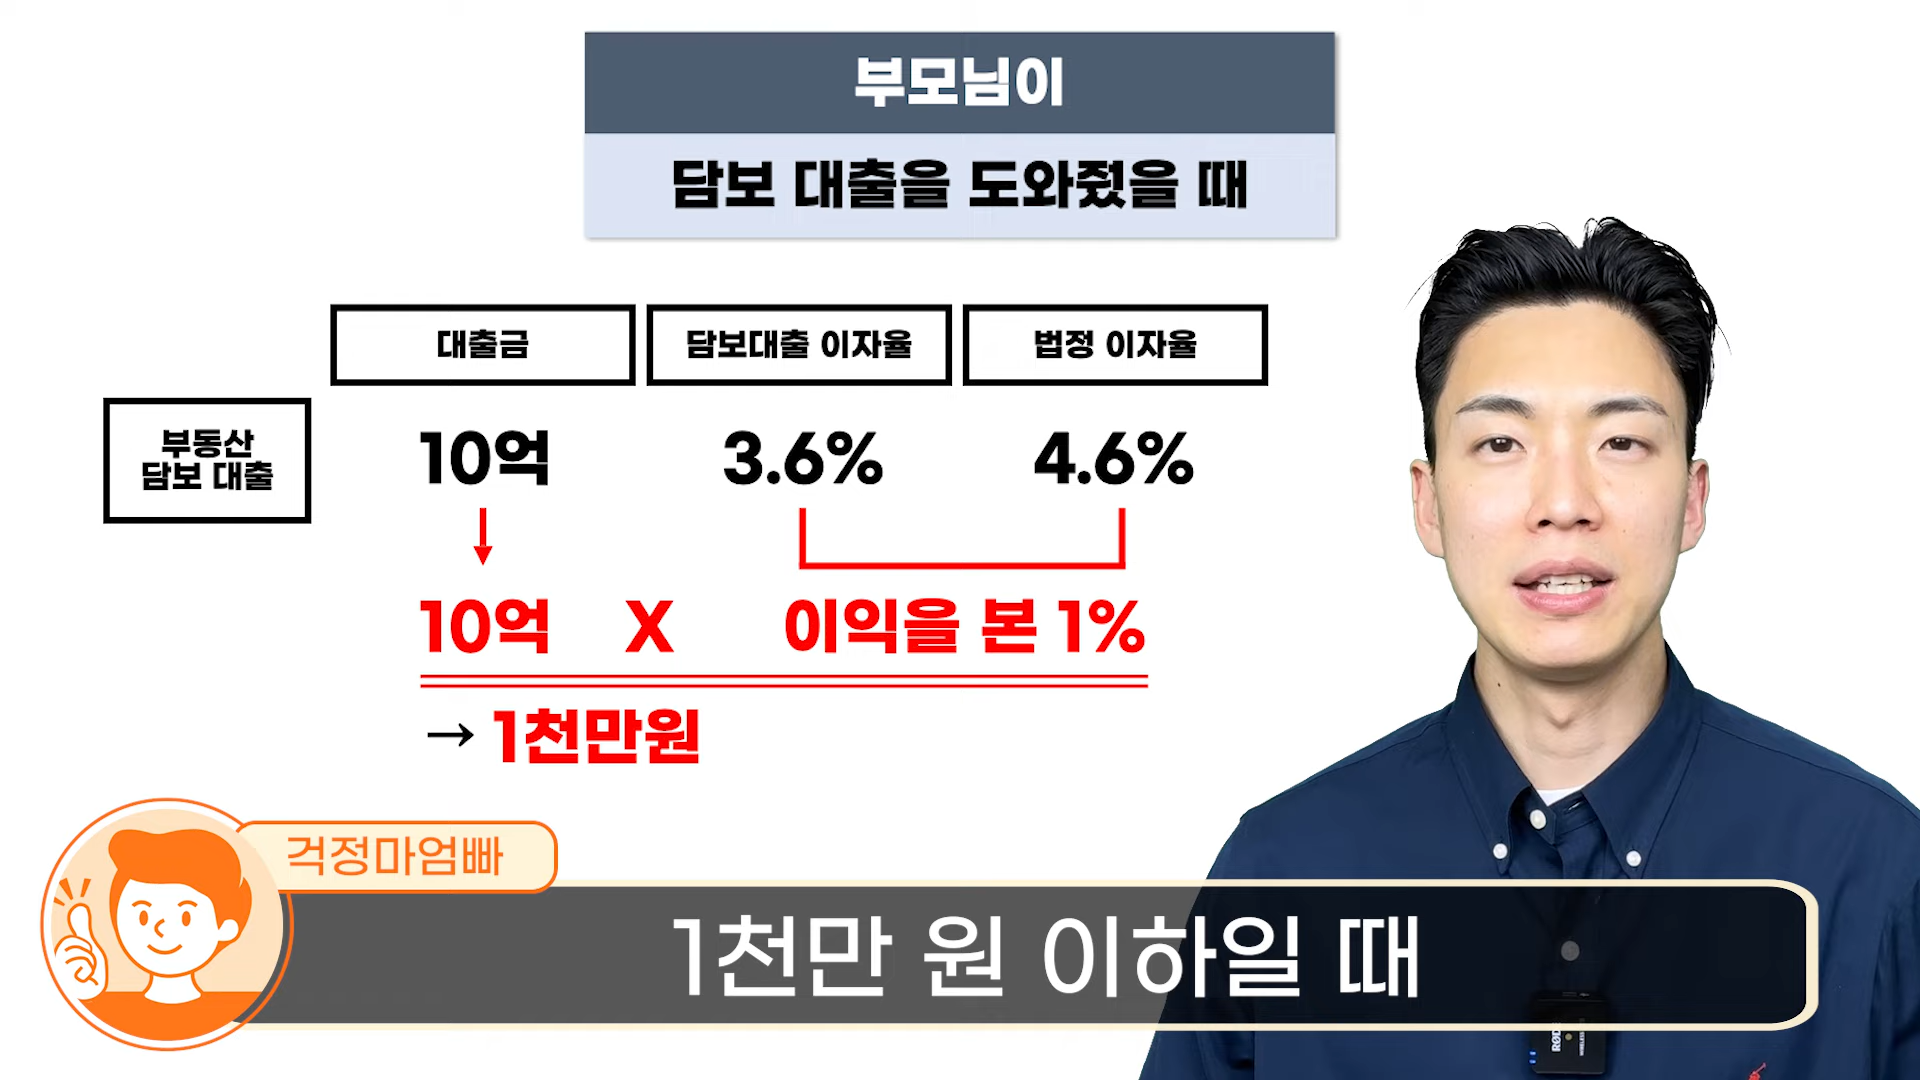 부모님이
담보 대출을 도와줬을 때
대출금
담보대출 이자율
법정 이자율
부동산
담보 대출
10억
3.6%
4.6%
10억 X 이익을 본 1%
→ 1천만원
걱정마엄빠
1천만 원 이하일 때
RØDE